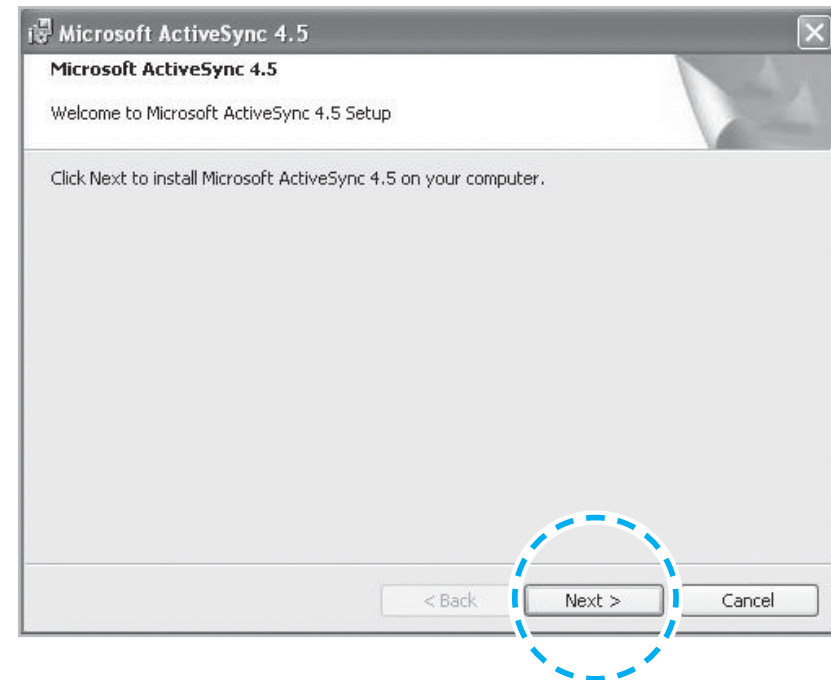 Microsoft ActiveSync 4.5
Microsoft ActiveSync 4.5
Welcome to Microsoft ActiveSync 4.5 Setup
Click Next to install Microsoft ActiveSync 4.5 on your computer.
< Back Next > Cancel